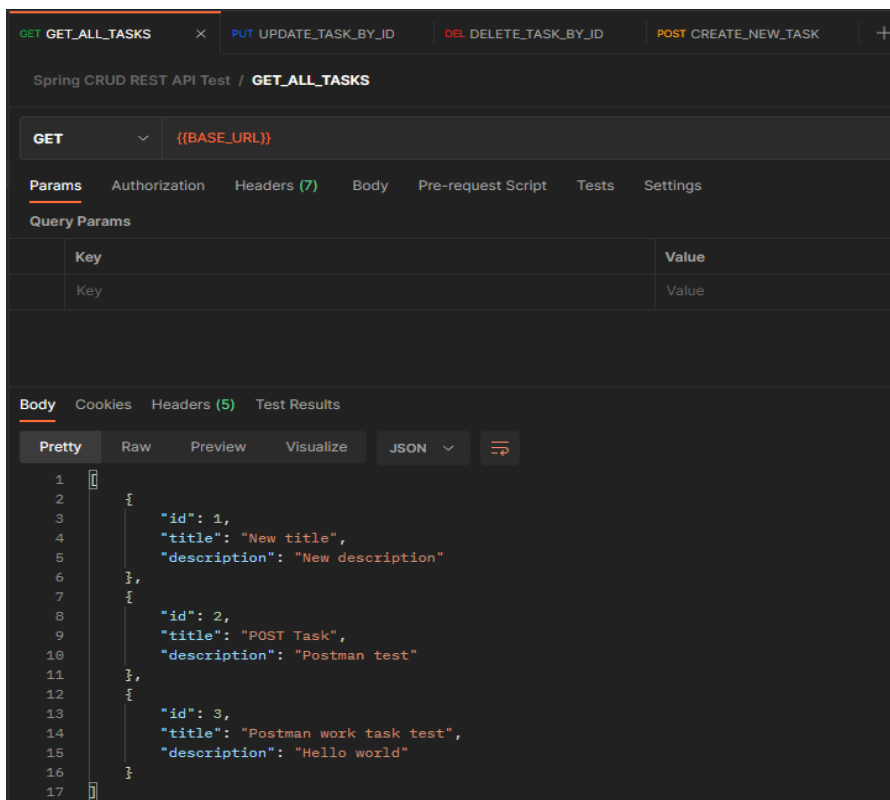 GET GET_ALL_TASKS × PUT UPDATE_TASK_BY_ID DEL DELETE_TASK_BY_ID POST CREATE_NEW_TASK +
Spring CRUD REST API Test / GET_ALL_TASKS
GET {{BASE_URL}}
Params Authorization Headers (7) Body Pre-request Script Tests Settings
Query Params
Key Value
Key Value
Body Cookies Headers (5) Test Results
Pretty Raw Preview Visualize JSON
1 [
2 {
3 "id": 1,
4 "title": "New title",
5 "description": "New description"
6 },
7 {
8 "id": 2,
9 "title": "POST Task",
10 "description": "Postman test"
11 },
12 {
13 "id": 3,
14 "title": "Postman work task test",
15 "description": "Hello world"
16 }
17 ]